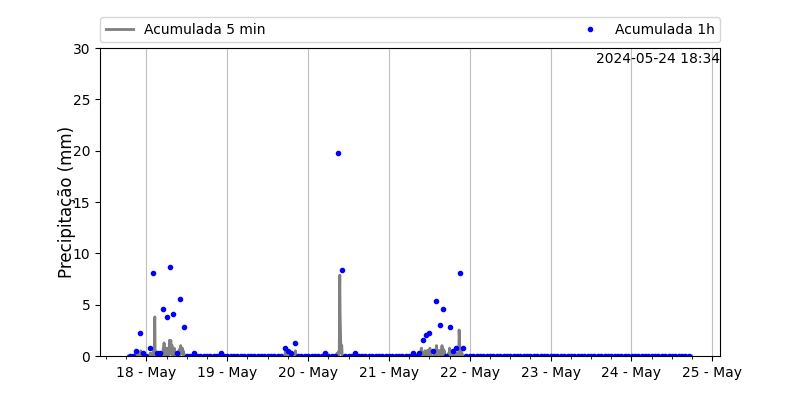 Acumulada 5 min
Acumulada 1h
2024-05-24 18:34
Precipitação (mm)
30
25
20
15
10
5
0
18 - May
19 - May
20 - May
21 - May
22 - May
23 - May
24 - May
25 - May